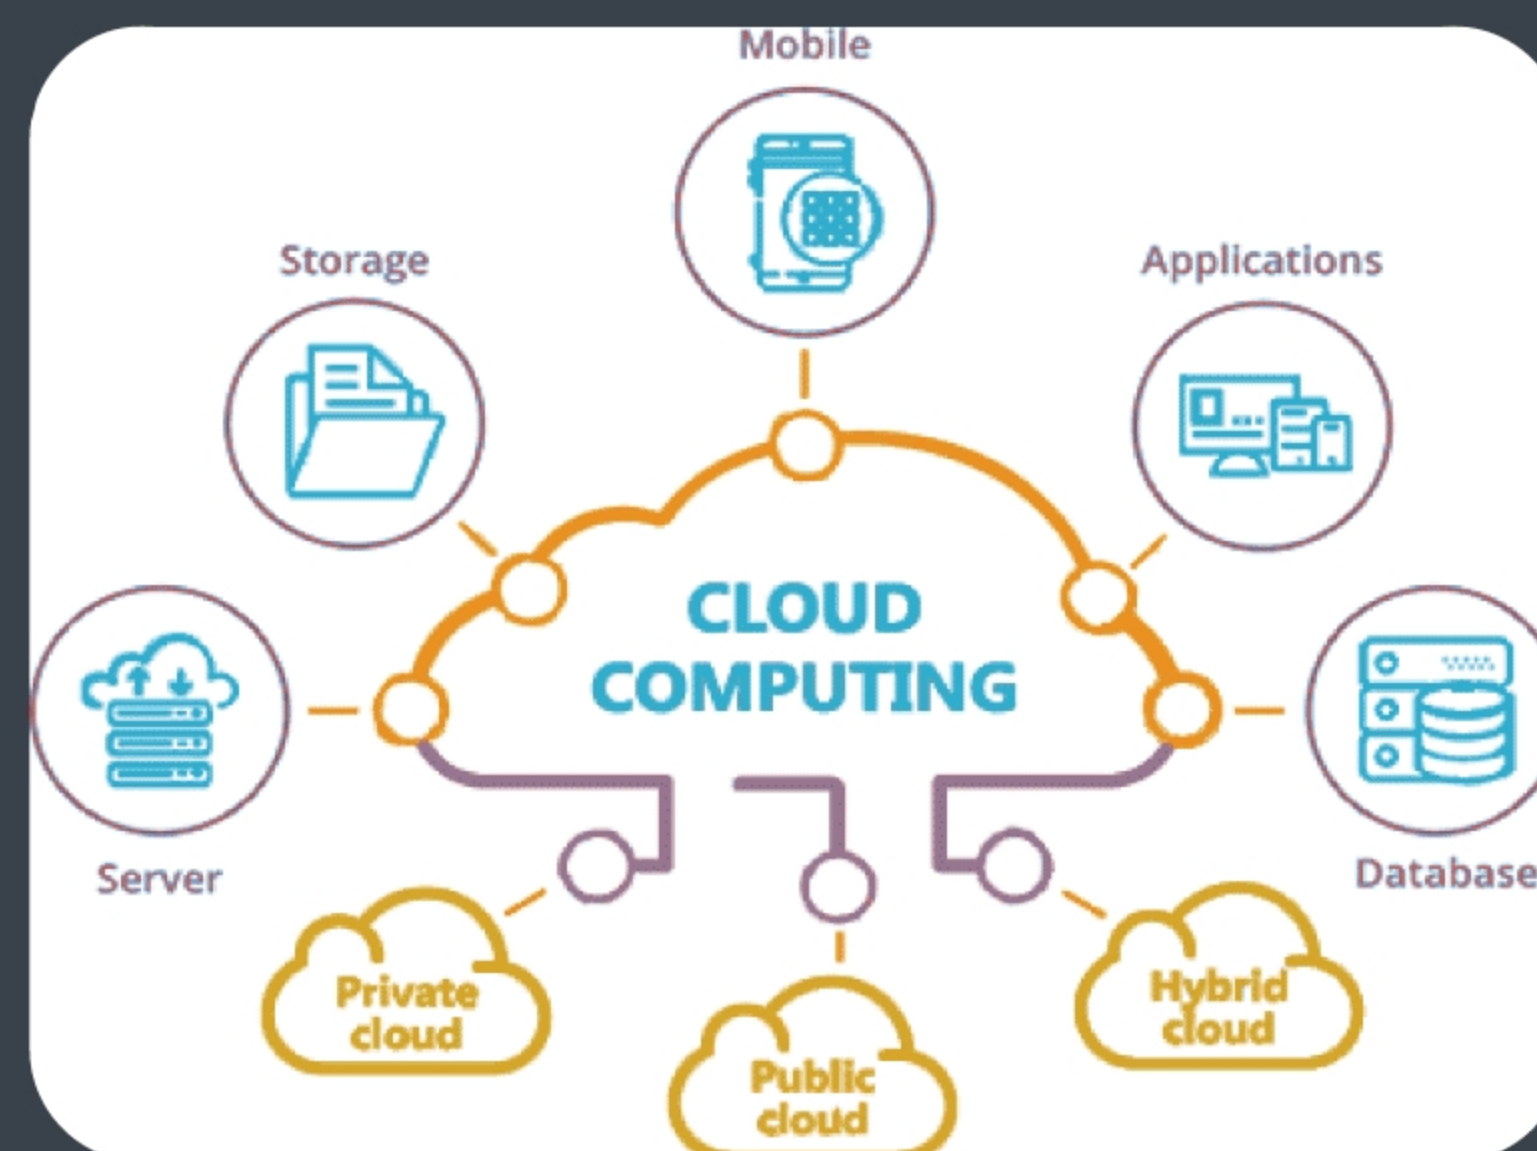 Mobile
Storage
Applications
CLOUD
COMPUTING
Server
Database
Private
cloud
Hybrid
cloud
Public
cloud